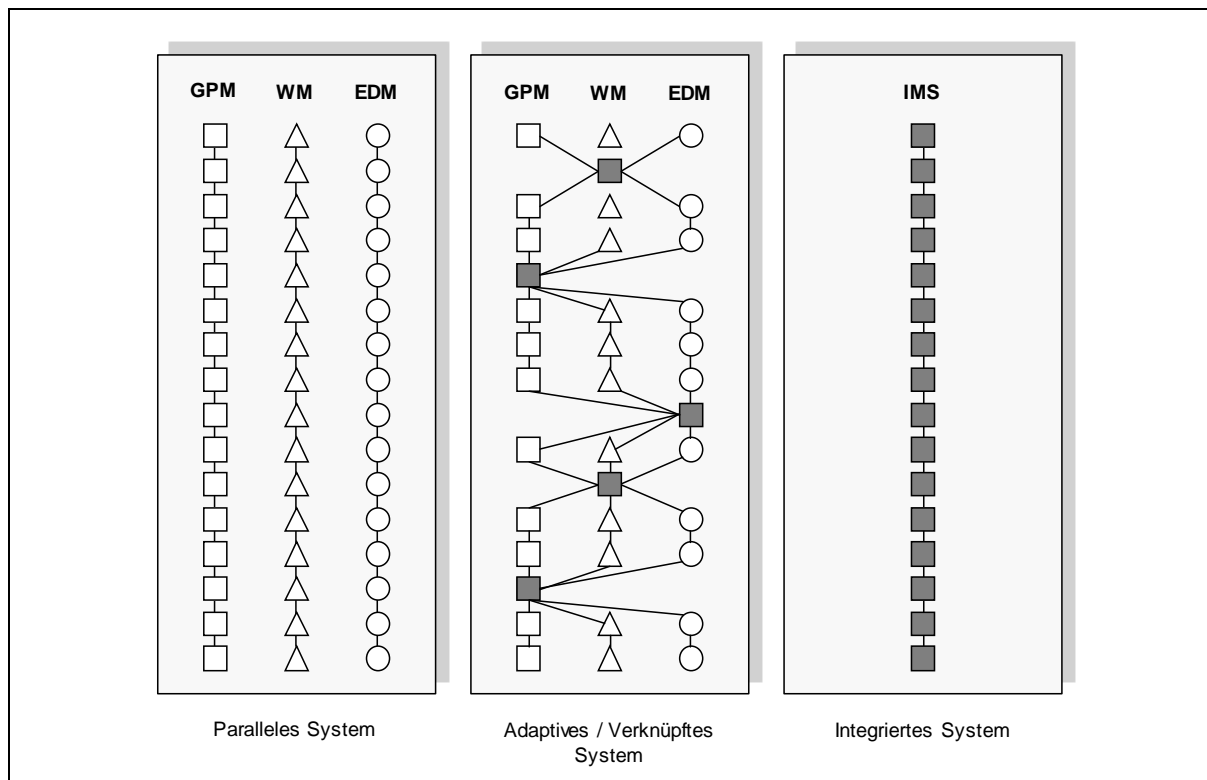 GPM WM EDM
GPM WM EDM
IMS
Paralleles System
Adaptives / Verknüpftes
System
Integriertes System